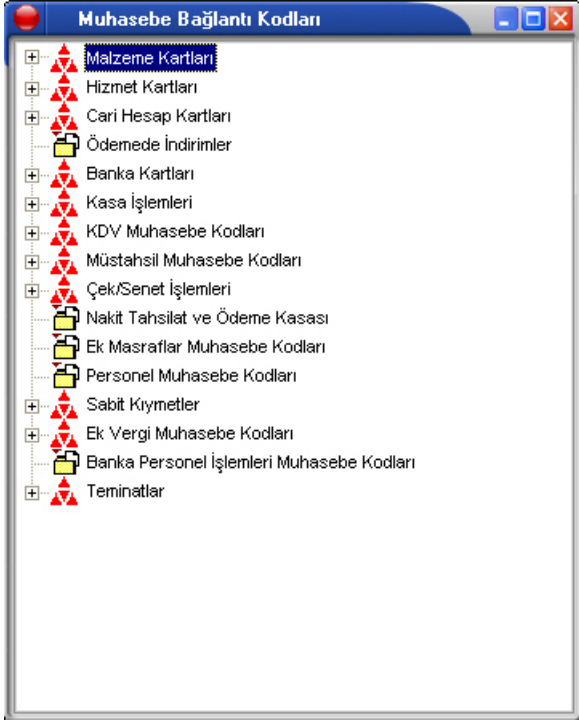 Muhasebe Bağlantı Kodları
Malzeme Kartları
Hizmet Kartları
Cari Hesap Kartları
Ödemede İndirimler
Banka Kartları
Kasa İşlemleri
KDV Muhasebe Kodları
Müstahsil Muhasebe Kodları
Çek/Senet İşlemleri
Nakit Tahsilat ve Ödeme Kasası
Ek Masraflar Muhasebe Kodları
Personel Muhasebe Kodları
Sabit Kıymetler
Ek Vergi Muhasebe Kodları
Banka Personel İşlemleri Muhasebe Kodları
Teminatlar